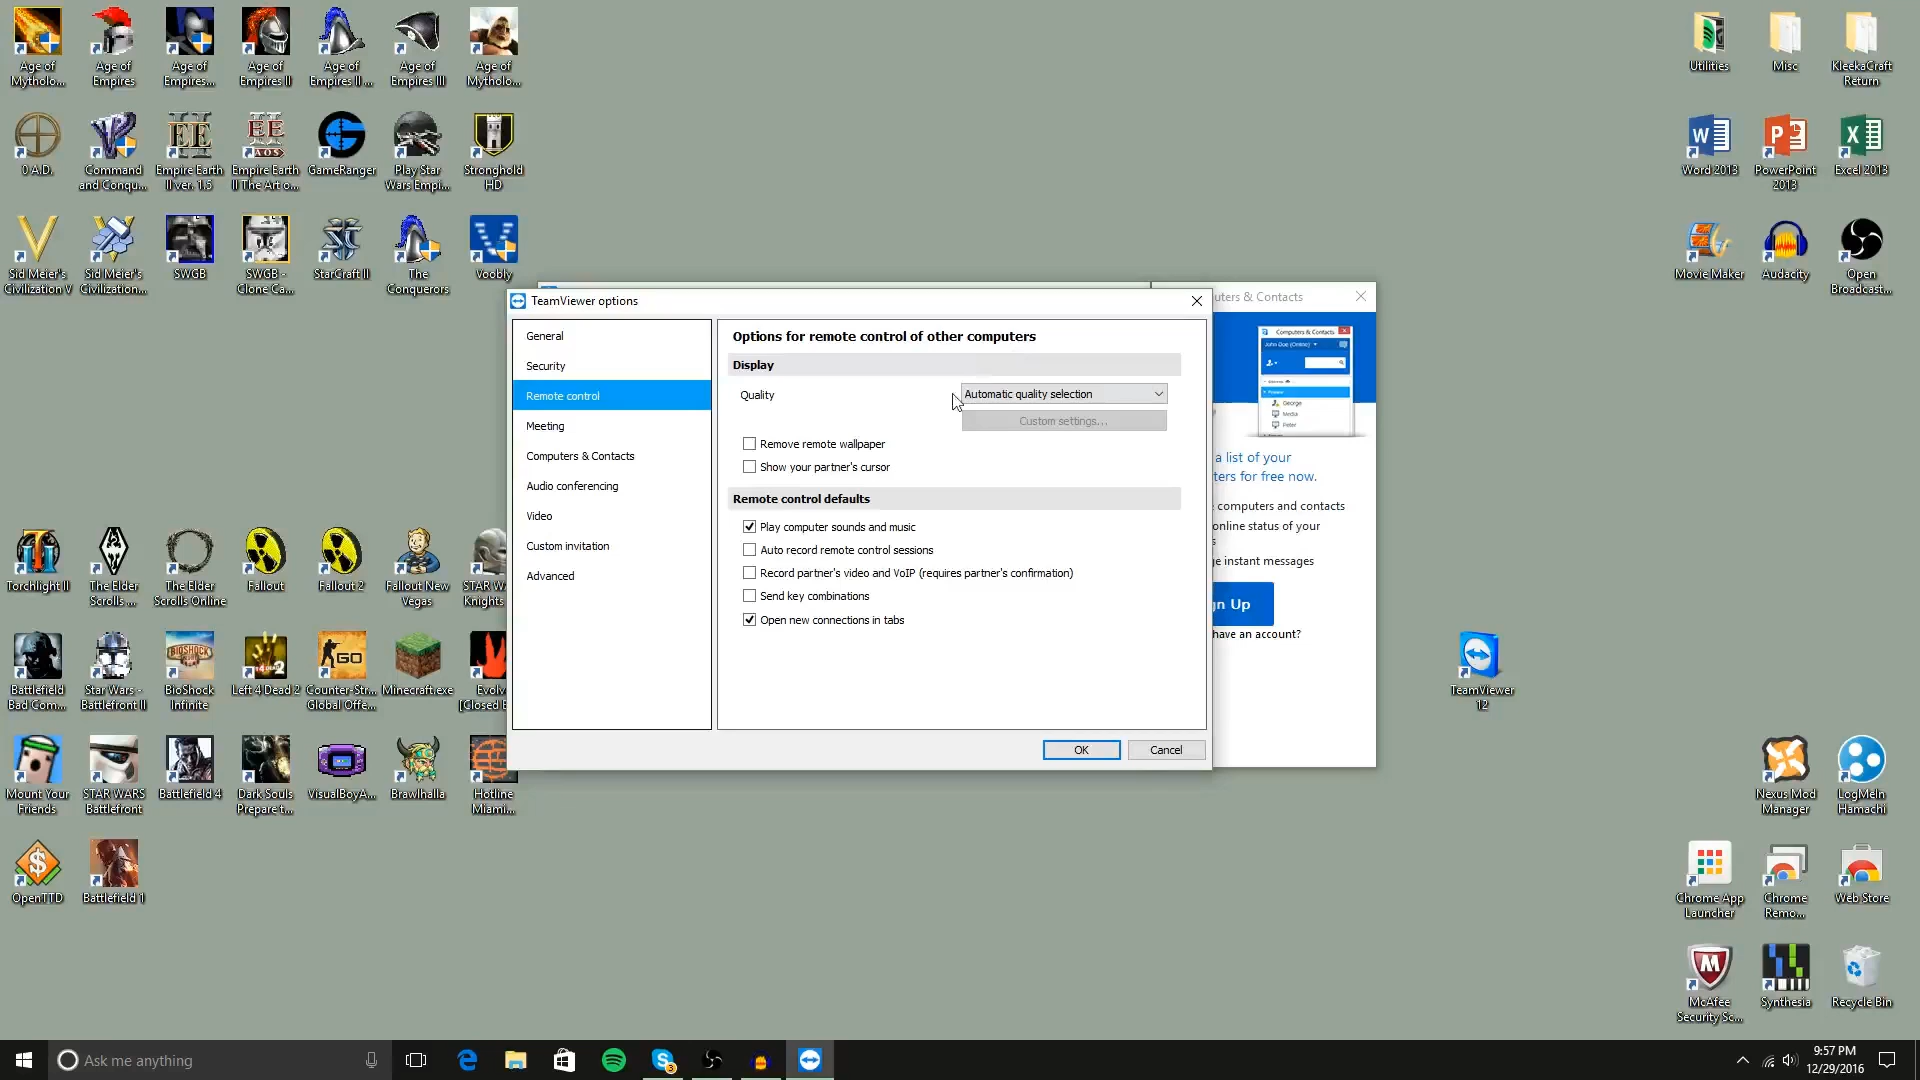 Age of
Mytholo...
Age of
Empires
Age of
Empires...
Age of
Empires II
Age of
Empires II ...
Age of
Empires III
Age of
Mytholo...
Utilities
Misc
KleekaCraft
Return
0 A.D.
Command
and Conqu...
Empire Earth
II ver. 1.5
Empire Earth
II The Art o...
GameRanger
Play Star
Wars Empi...
Stronghold
HD
Word 2013
PowerPoint
2013
Excel 2013
Sid Meier's
Civilization V
Sid Meier's
Civilization...
SWGB
SWGB -
Clone Ca...
StarCraft II
The
Conquerors
Voobly
Movie Maker
Audacity
Open
Broadcast...
TeamViewer options
uters & Contacts
General
Security
Remote control
Meeting
Computers & Contacts
Audio conferencing
Video
Custom invitation
Advanced
Options for remote control of other computers
Display
Quality
Automatic quality selection
Custom settings...
Remove remote wallpaper
Show your partner's cursor
Remote control defaults
Play computer sounds and music
Auto record remote control sessions
Record partner's video and VoIP (requires partner's confirmation)
Send key combinations
Open new connections in tabs
OK
Cancel
Computers & Contacts
John Doe (Online)
George
Media
Peter
a list of your
ters for free now.
computers and contacts
online status of your
s
ge instant messages
gn Up
have an account?
Torchlight II
The Elder
Scrolls ...
The Elder
Scrolls Online
Fallout
Fallout 2
Fallout New
Vegas
STAR WA
Knights
Battlefield
Bad Com...
Star Wars -
Battlefront II
BioShock
Infinite
Left 4 Dead 2
Counter-Str...
Global Offe...
Minecraft.exe
Evolv
[Closed B
TeamViewer
12
Mount Your
Friends
STAR WARS
Battlefront
Battlefield 4
Dark Souls
Prepare t...
VisualBoyA...
Brawlhalla
Hotline
Miami...
Nexus Mod
Manager
LogMeIn
Hamachi
OpenTTD
Battlefield 1
Chrome App
Launcher
Chrome
Remo...
Web Store
McAfee
Security Sc...
Synthesia
Recycle Bin
Ask me anything
3
9:57 PM
12/29/2016